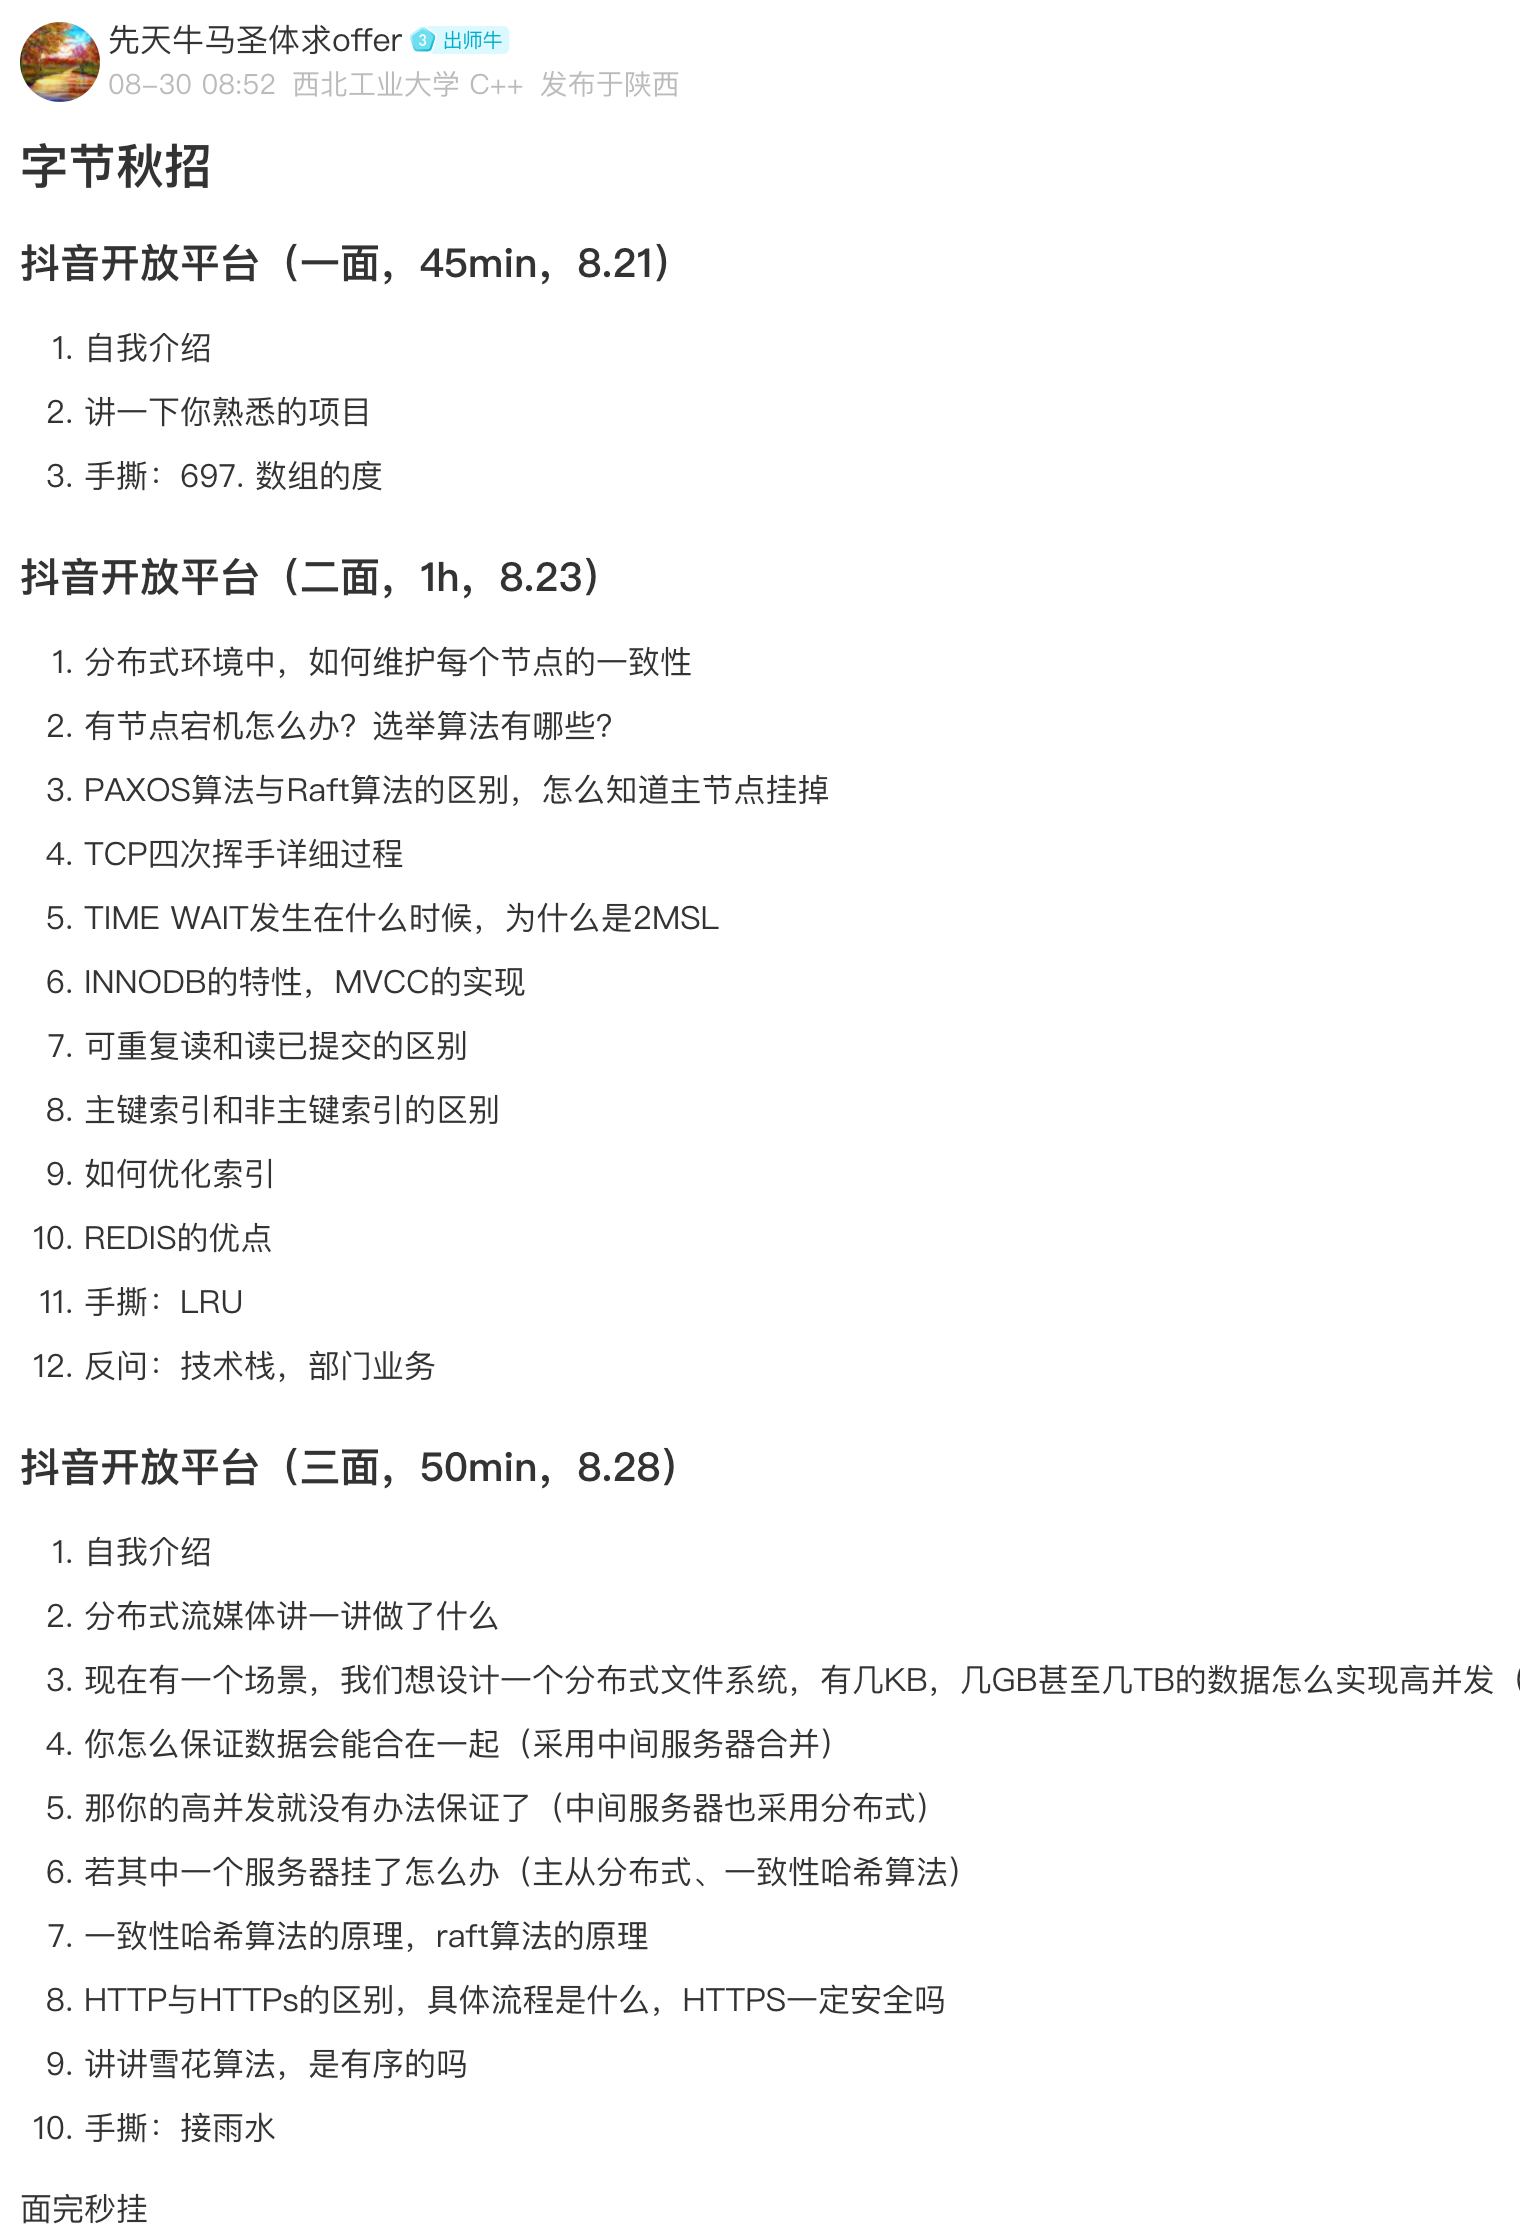 先天牛马圣体求offer 3 出师牛
08-30 08:52 西北工业大学 C++ 发布于陕西
字节秋招
抖音开放平台（一面，45min，8.21）
1. 自我介绍
2. 讲一下你熟悉的项目
3. 手撕：697. 数组的度
抖音开放平台（二面，1h，8.23）
1. 分布式环境中，如何维护每个节点的一致性
2. 有节点宕机怎么办？选举算法有哪些？
3. PAXOS算法与Raft算法的区别，怎么知道主节点挂掉
4. TCP四次挥手详细过程
5. TIME WAIT发生在什么时候，为什么是2MSL
6. INNODB的特性，MVCC的实现
7. 可重复读和读已提交的区别
8. 主键索引和非主键索引的区别
9. 如何优化索引
10. REDIS的优点
11. 手撕：LRU
12. 反问：技术栈，部门业务
抖音开放平台（三面，50min，8.28）
1. 自我介绍
2. 分布式流媒体讲一讲做了什么
3. 现在有一个场景，我们想设计一个分布式文件系统，有几KB，几GB甚至几TB的数据怎么实现高并发（
4. 你怎么保证数据会能合在一起（采用中间服务器合并）
5. 那你的高并发就没有办法保证了（中间服务器也采用分布式）
6. 若其中一个服务器挂了怎么办（主从分布式、一致性哈希算法）
7. 一致性哈希算法的原理，raft算法的原理
8. HTTP与HTTPs的区别，具体流程是什么，HTTPS一定安全吗
9. 讲讲雪花算法，是有序的吗
10. 手撕：接雨水
面完秒挂